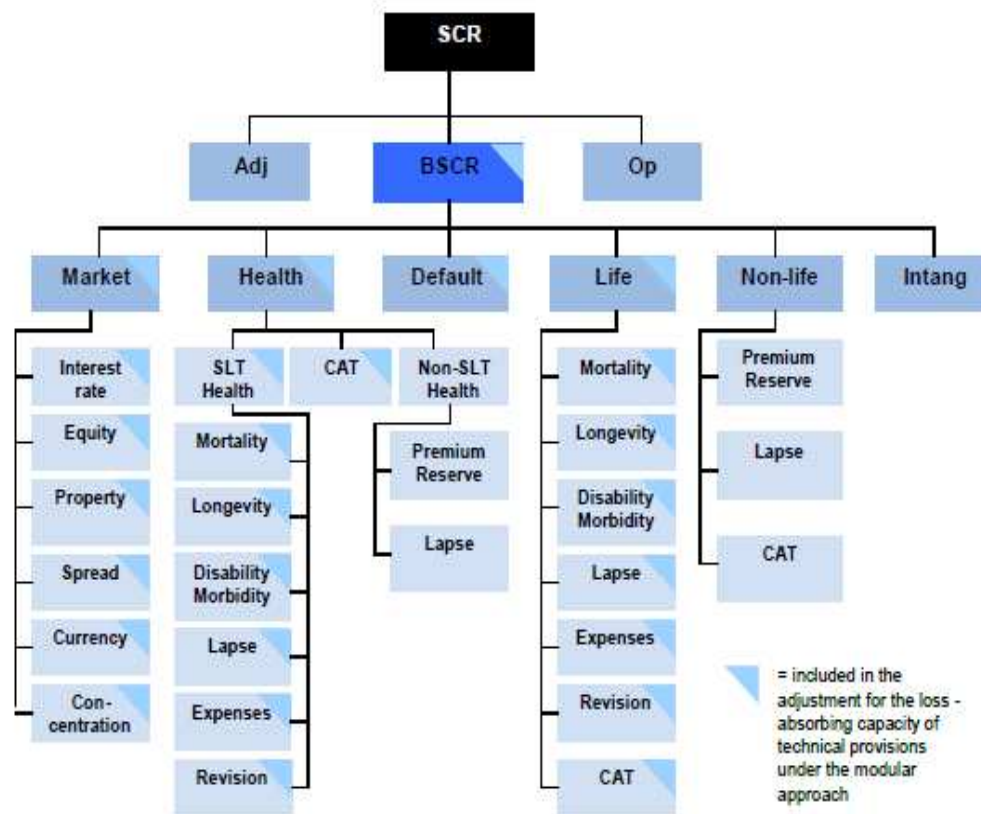 SCR
Adj
BSCR
Op
Market
Health
Default
Life
Non-life
Intang
Interest
rate
Equity
Property
Spread
Currency
Con-
centration
SLT
Health
CAT
Non-SLT
Health
Mortality
Longevity
Disability
Morbidity
Lapse
Expenses
Revision
Premium
Reserve
Lapse
Mortality
Longevity
Disability
Morbidity
Lapse
Expenses
Revision
CAT
Premium
Reserve
Lapse
CAT
= included in the
adjustment for the loss -
absorbing capacity of
technical provisions
under the modular
approach